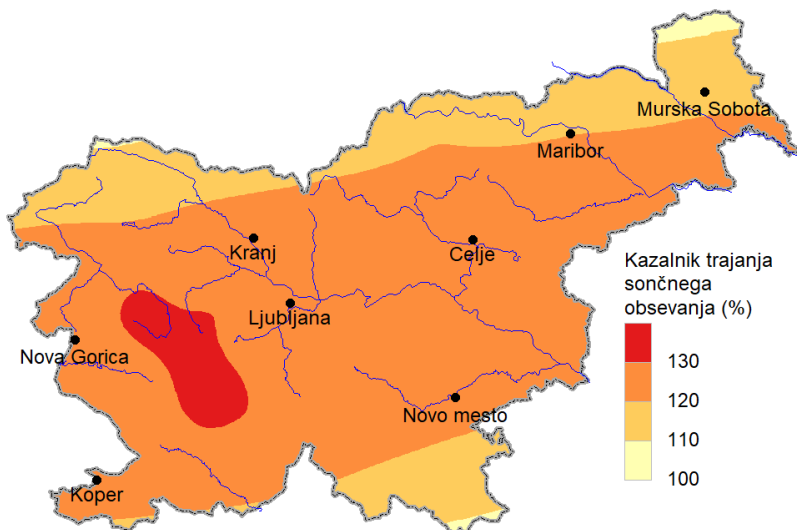 Murska Sobota
Maribor
Kranj
Celje
Ljubljana
Nova Gorica
Novo mesto
Koper
Kazalnik trajanja
sončnega
obsevanja (%)
130
120
110
100